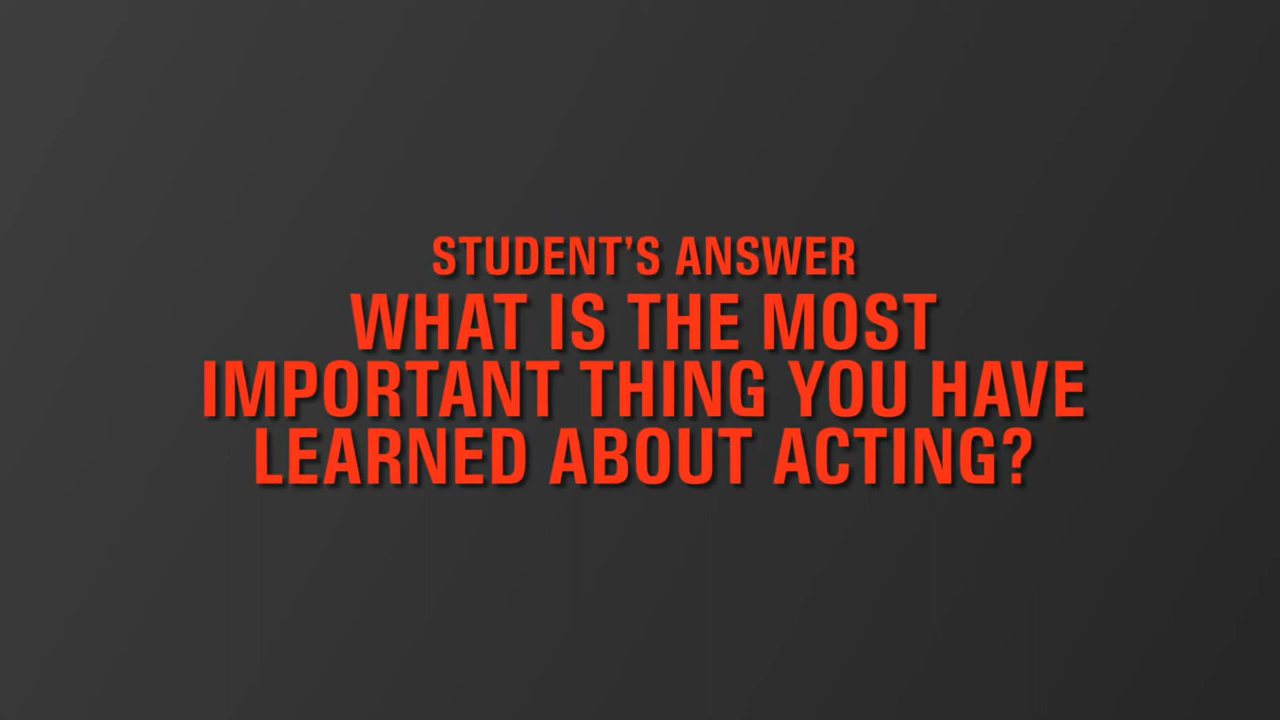 STUDENT’S ANSWER
WHAT IS THE MOST
IMPORTANT THING YOU HAVE
LEARNED ABOUT ACTING?